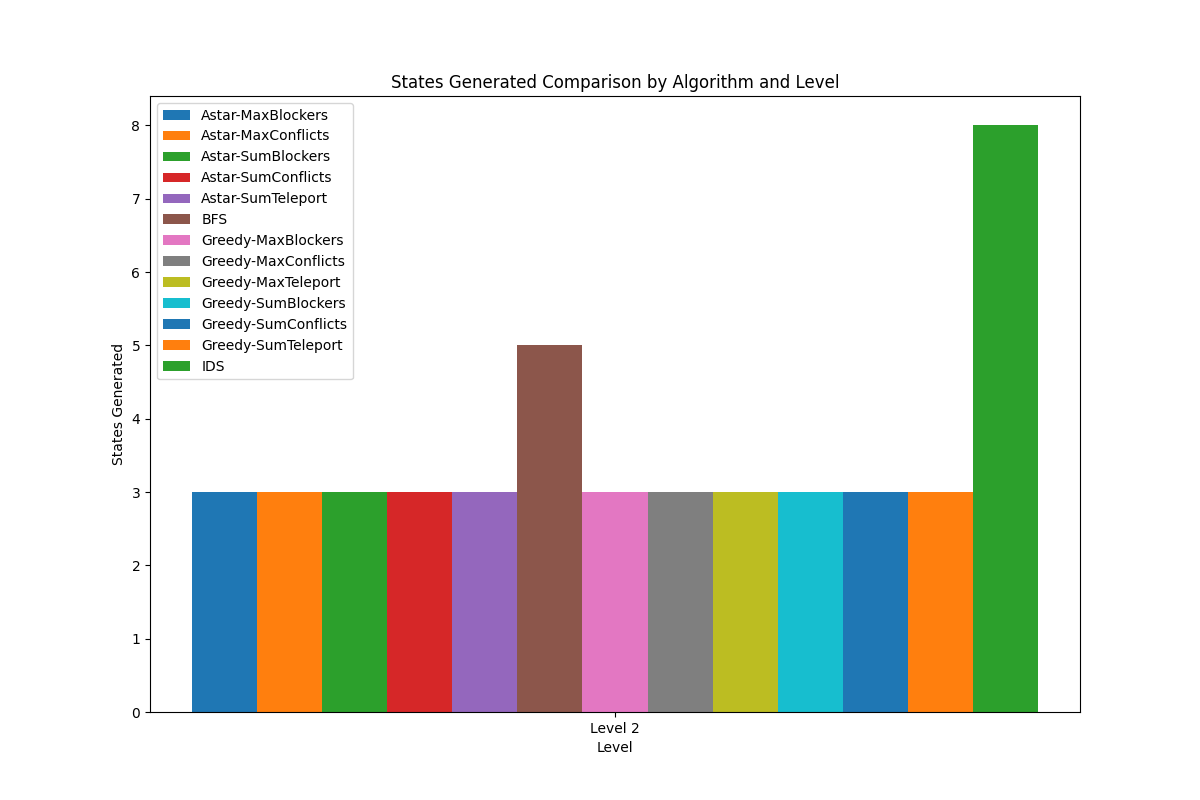 States Generated Comparison by Algorithm and Level
Astar-MaxBlockers
Astar-MaxConflicts
Astar-SumBlockers
Astar-SumConflicts
Astar-SumTeleport
BFS
Greedy-MaxBlockers
Greedy-MaxConflicts
Greedy-MaxTeleport
Greedy-SumBlockers
Greedy-SumConflicts
Greedy-SumTeleport
IDS
States Generated
8
7
6
5
4
3
2
1
0
Level 2
Level